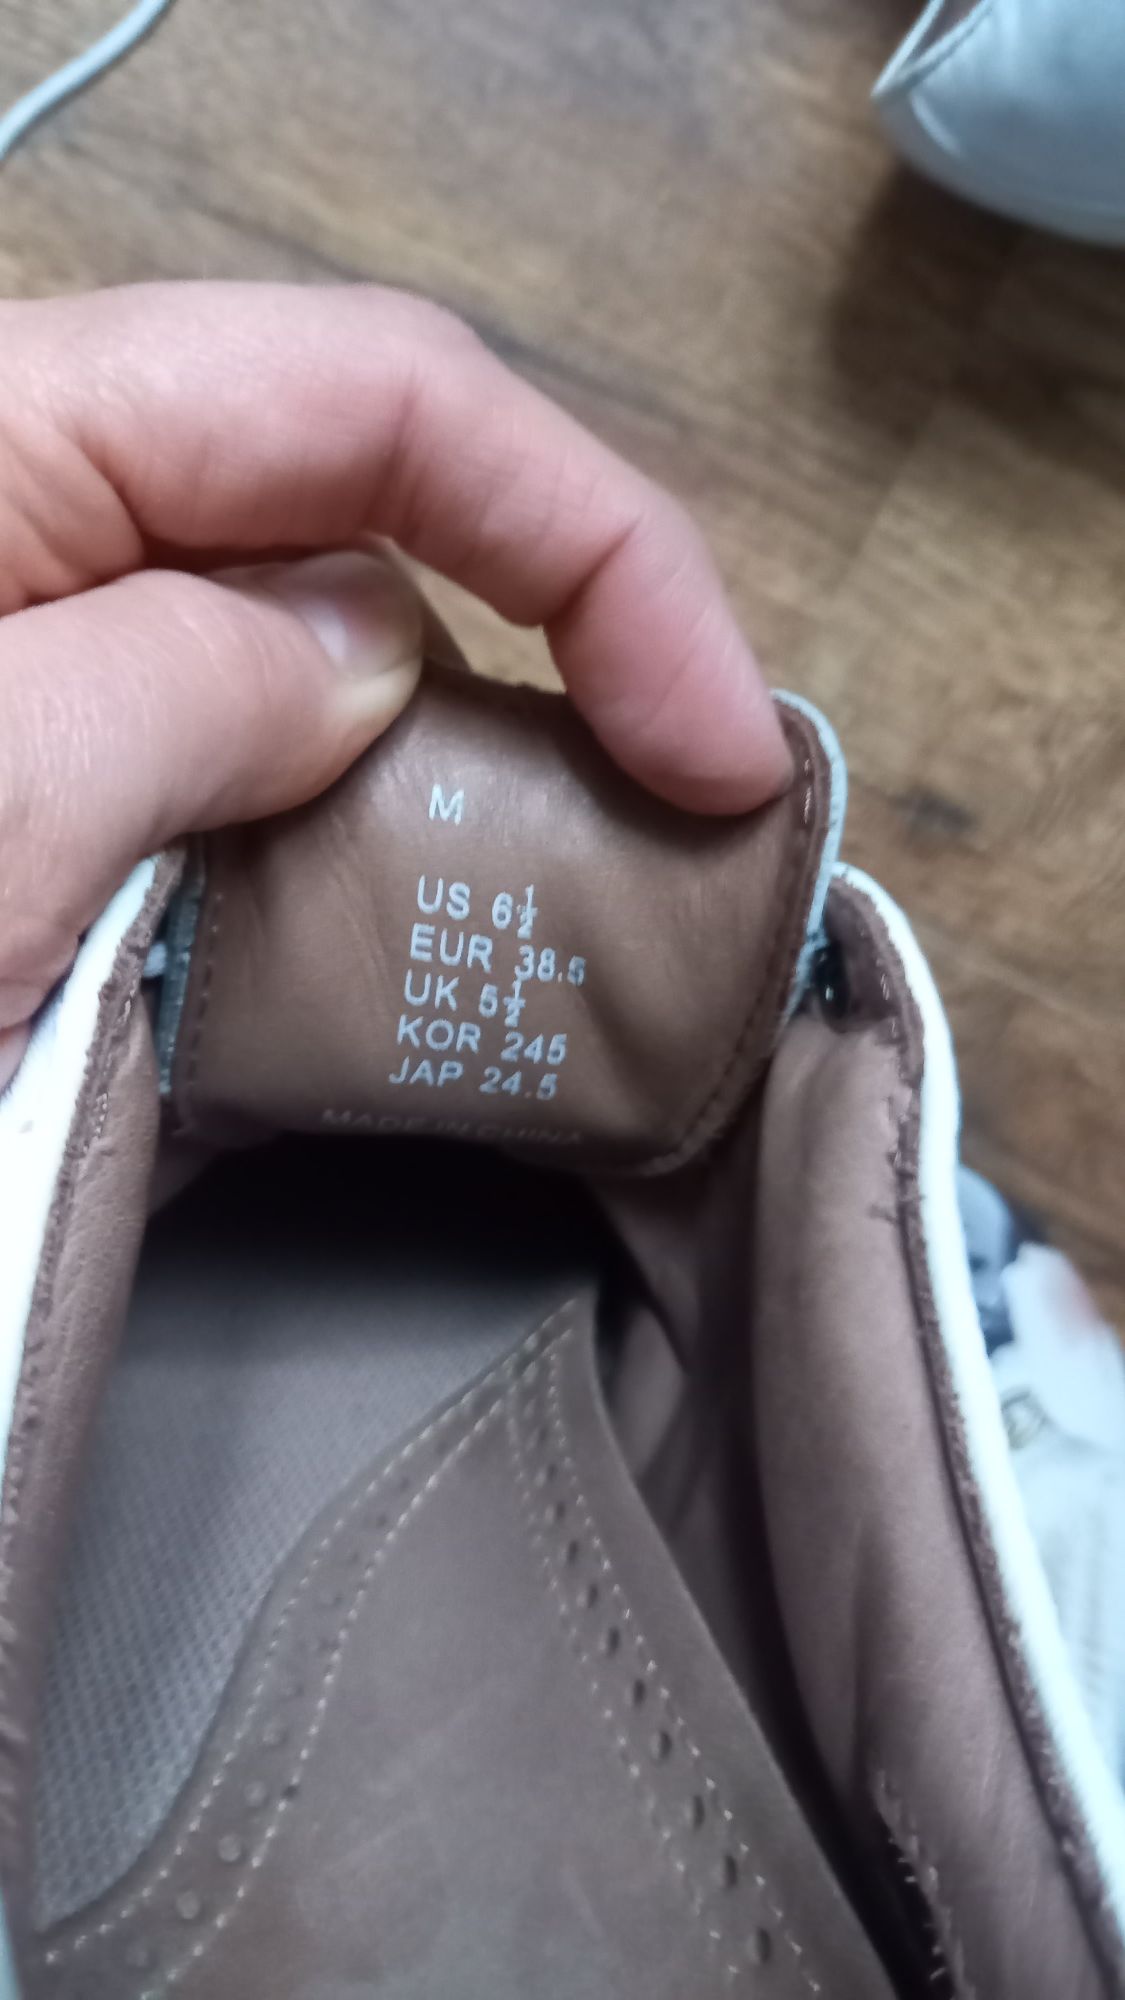 M
US 6½
EUR 38.5
UK 5½
KOR 245
JAP 24.5
MADE IN CHINA